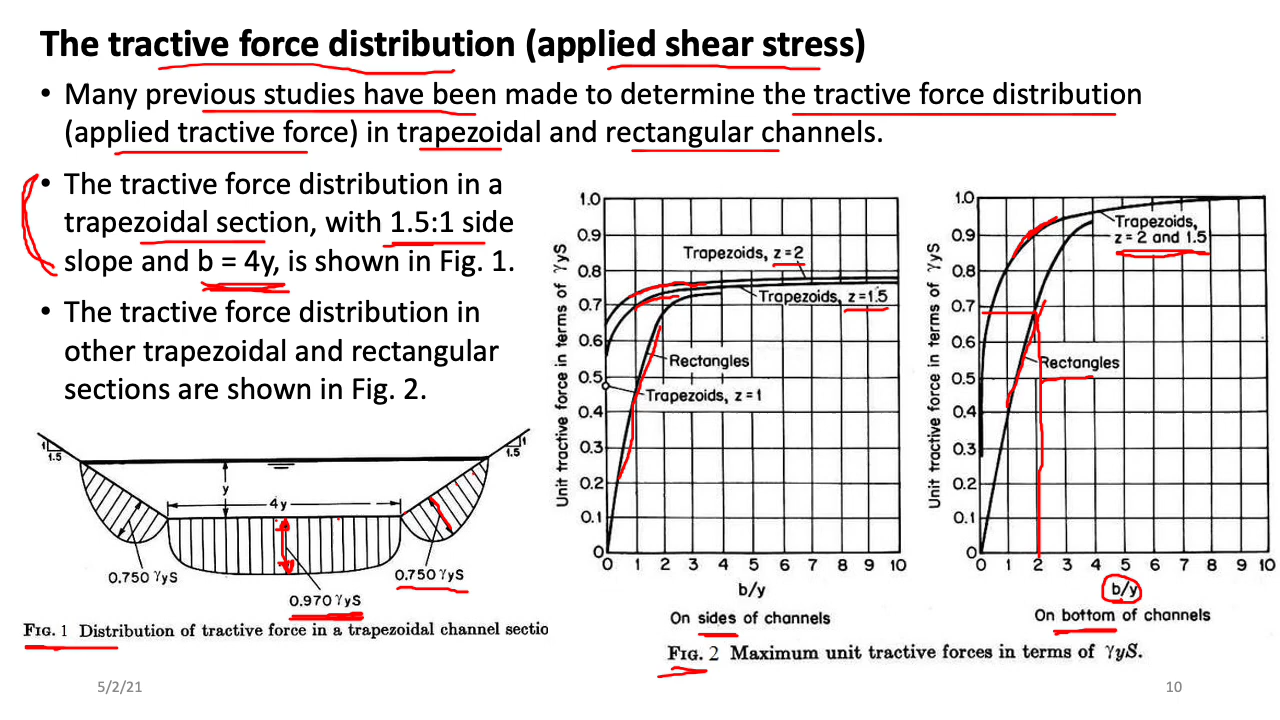 The tractive force distribution (applied shear stress)
• Many previous studies have been made to determine the tractive force distribution
(applied tractive force) in trapezoidal and rectangular channels.
• The tractive force distribution in a
trapezoidal section, with 1.5:1 side
slope and b = 4y, is shown in Fig. 1.
• The tractive force distribution in
other trapezoidal and rectangular
sections are shown in Fig. 2.
1
1.5
1
1.5
y
4y
0.750 γyS
0.970 γyS
0.750 γyS
FIG. 1 Distribution of tractive force in a trapezoidal channel sectio
Unit tractive force in terms of γyS
1.0
0.9
0.8
0.7
0.6
0.5
0.4
0.3
0.2
0.1
0
Trapezoids, z=2
Trapezoids, z=1.5
Rectangles
Trapezoids, z=1
0 1 2 3 4 5 6 7 8 9 10
b/y
On sides of channels
Unit tractive force in terms of γyS
1.0
0.9
0.8
0.7
0.6
0.5
0.4
0.3
0.2
0.1
0
Trapezoids,
z=2 and 1.5
Rectangles
0 1 2 3 4 5 6 7 8 9 10
b/y
On bottom of channels
FIG. 2 Maximum unit tractive forces in terms of γyS.
5/2/21
10